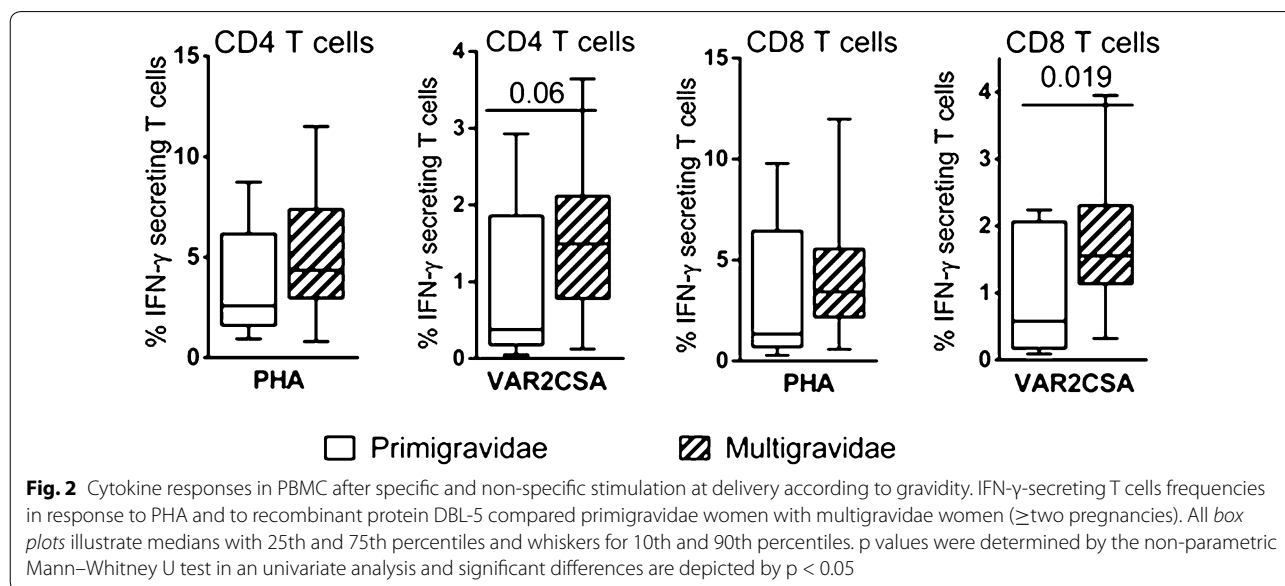 CD4 T cells
CD4 T cells
CD8 T cells
CD8 T cells
% IFN-γ secreting T cells
15
10
5
0
PHA
% IFN-γ secreting T cells
4
3
2
1
0
0.06
VAR2CSA
% IFN-γ secreting T cells
15
10
5
0
PHA
% IFN-γ secreting T cells
4
3
2
1
0
0.019
VAR2CSA
Primigravidae
Multigravidae
Fig. 2 Cytokine responses in PBMC after specific and non-specific stimulation at delivery according to gravidity. IFN-γ-secreting T cells frequencies
in response to PHA and to recombinant protein DBL-5 compared primigravidae women with multigravidae women (≥two pregnancies). All box
plots illustrate medians with 25th and 75th percentiles and whiskers for 10th and 90th percentiles. p values were determined by the non-parametric
Mann–Whitney U test in an univariate analysis and significant differences are depicted by p < 0.05